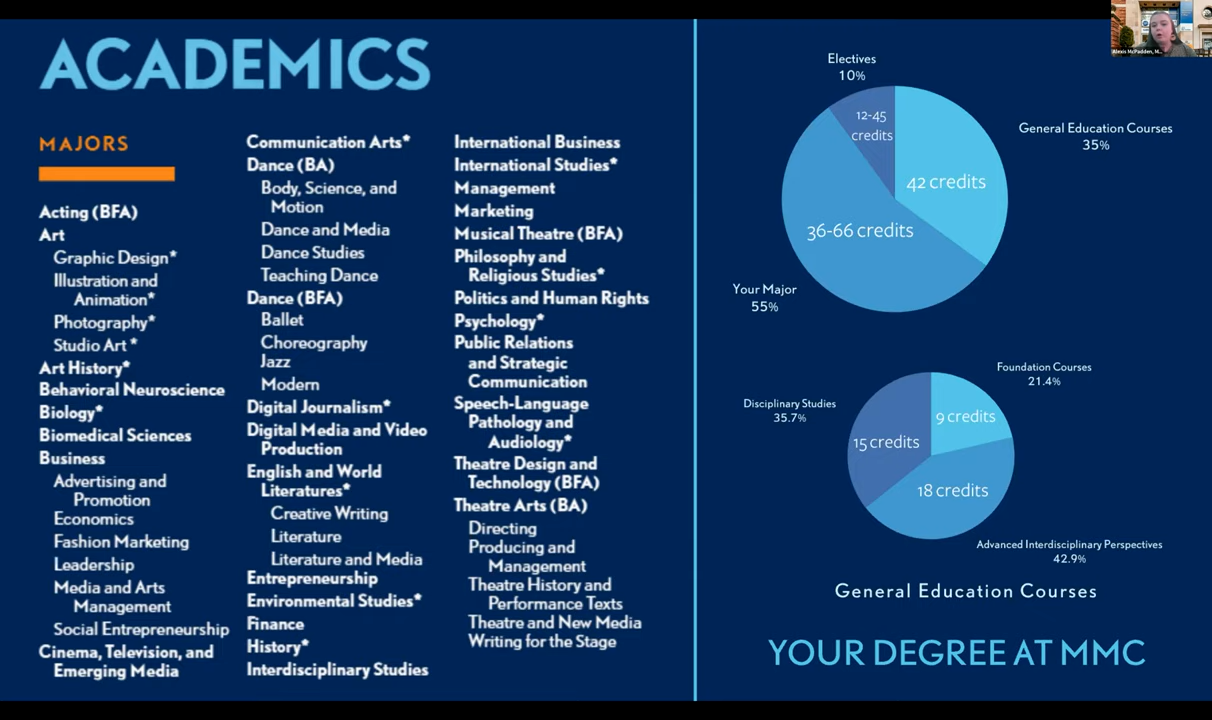 ACADEMICS
MAJORS
Acting (BFA)
Art
Graphic Design*
Illustration and
Animation*
Photography*
Studio Art *
Art History*
Behavioral Neuroscience
Biology*
Biomedical Sciences
Business
Advertising and
Promotion
Economics
Fashion Marketing
Leadership
Media and Arts
Management
Social Entrepreneurship
Cinema, Television, and
Emerging Media
Communication Arts*
Dance (BA)
Body, Science, and
Motion
Dance and Media
Dance Studies
Teaching Dance
Dance (BFA)
Ballet
Choreography
Jazz
Modern
Digital Journalism*
Digital Media and Video
Production
English and World
Literatures*
Creative Writing
Literature
Literature and Media
Entrepreneurship
Environmental Studies*
Finance
History*
Interdisciplinary Studies
International Business
International Studies*
Management
Marketing
Musical Theatre (BFA)
Philosophy and
Religious Studies*
Politics and Human Rights
Psychology*
Public Relations
and Strategic
Communication
Speech-Language
Pathology and
Audiology*
Theatre Design and
Technology (BFA)
Theatre Arts (BA)
Directing
Producing and
Management
Theatre History and
Performance Texts
Theatre and New Media
Writing for the Stage
Electives
10%
12-45
credits
General Education Courses
35%
42 credits
36-66 credits
Your Major
55%
Foundation Courses
21.4%
Disciplinary Studies
35.7%
9 credits
15 credits
18 credits
Advanced Interdisciplinary Perspectives
42.9%
General Education Courses
YOUR DEGREE AT MMC
Alexis McPadden, M...